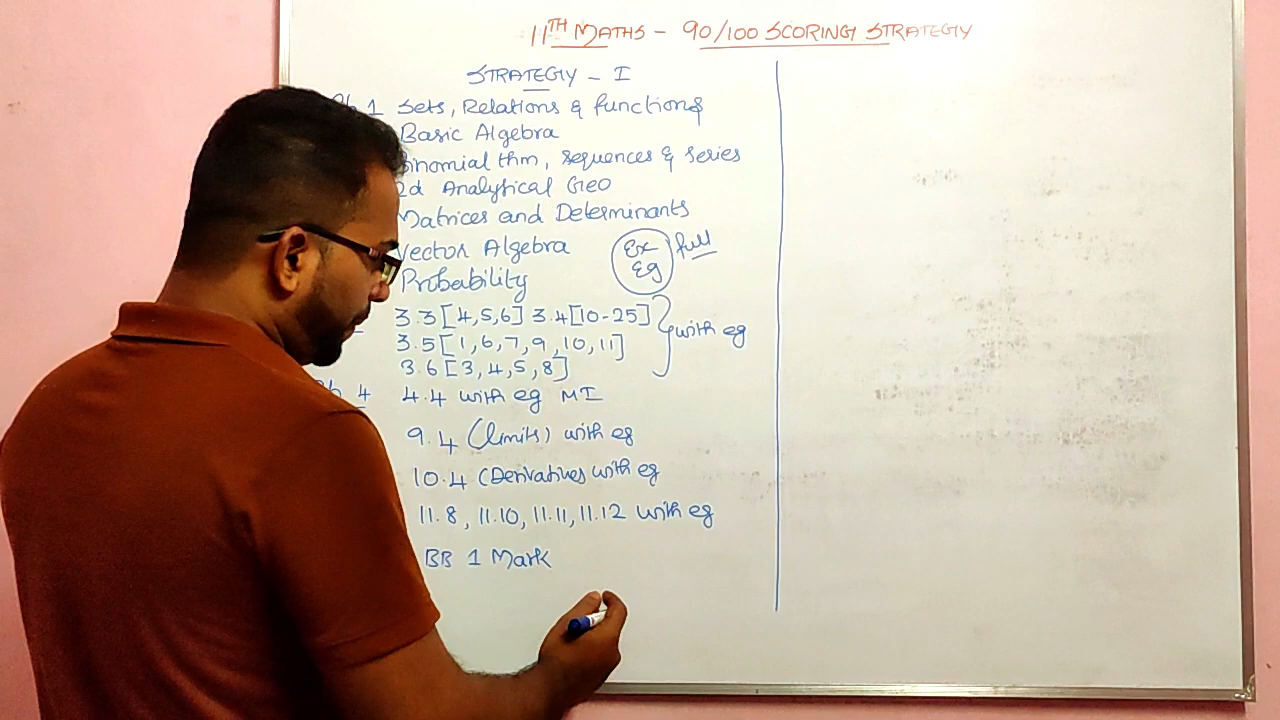 11TH MATHS - 90/100 SCORING STRATEGY
STRATEGY - I
1 Sets, Relations & functions
Basic Algebra
Binomial thm, sequences & series
2d Analytical Geo
Matrices and Determinants
Vector Algebra
Ex Eg full
Probability
3.3 [4,5,6] 3.4 [10-25]
3.5 [1,6,7,9,10,11] with eg
3.6 [3,4,5,8]
4 4.4 with eg MI
9.4 (limits) with eg
10.4 (Derivatives with eg
11.8, 11.10, 11.11, 11.12 with eg
BB 1 Mark